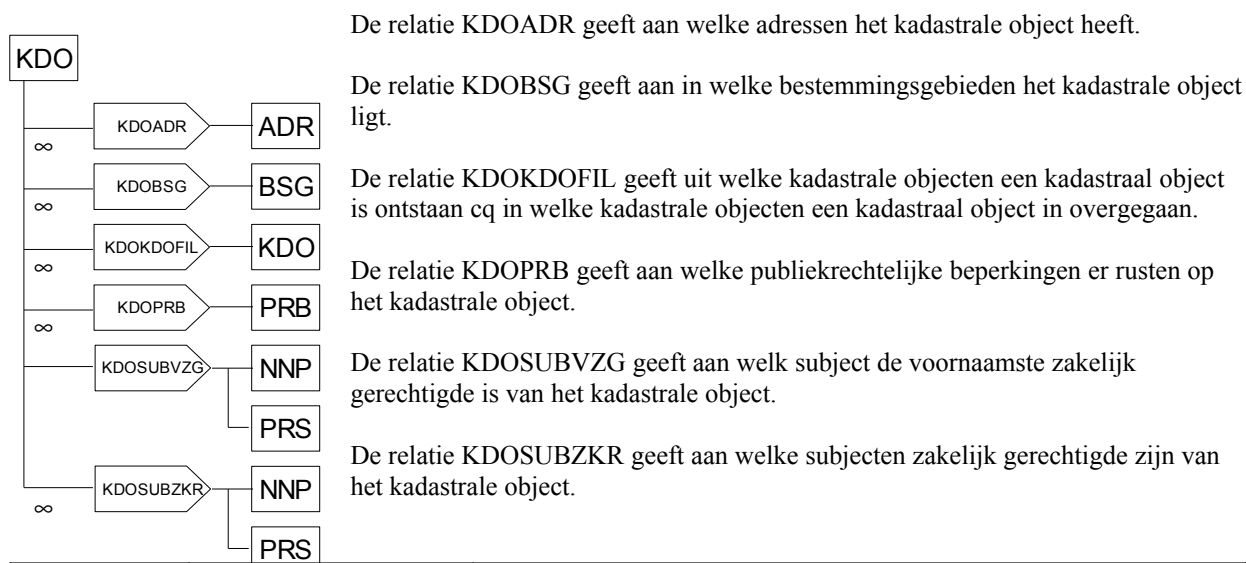 De relatie KDOADR geeft aan welke adressen het kadastrale object heeft.
KDO
De relatie KDOBSG geeft aan in welke bestemmingsgebieden het kadastrale object
ligt.
KDOADR
ADR
∞
KDOBSG
BSG
∞
De relatie KDOKDOFIL geeft uit welke kadastrale objecten een kadastraal object
is ontstaan cq in welke kadastrale objecten een kadastraal object in overgegaan.
KDOKDOFIL
KDO
∞
De relatie KDOPRB geeft aan welke publiekrechtelijke beperkingen er rusten op
het kadastrale object.
KDOPRB
PRB
∞
De relatie KDOSUBVZG geeft aan welk subject de voornaamste zakelijk
gerechtigde is van het kadastrale object.
KDOSUBVZG
NNP
PRS
De relatie KDOSUBZKR geeft aan welke subjecten zakelijk gerechtigde zijn van
het kadastrale object.
KDOSUBZKR
NNP
∞
PRS